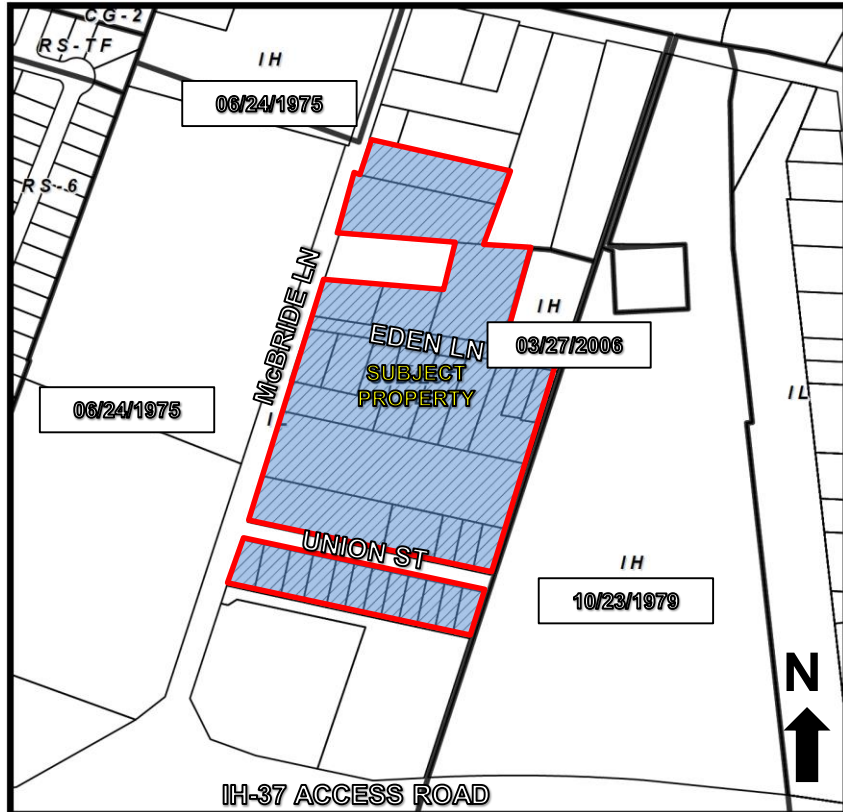 CG-2
RS-TF
IH
06/24/1975
RS-6
McBRIDE LN
IH
EDEN LN
03/27/2006
SUBJECT
PROPERTY
06/24/1975
IL
UNION ST
IH
10/23/1979
N
IH-37 ACCESS ROAD